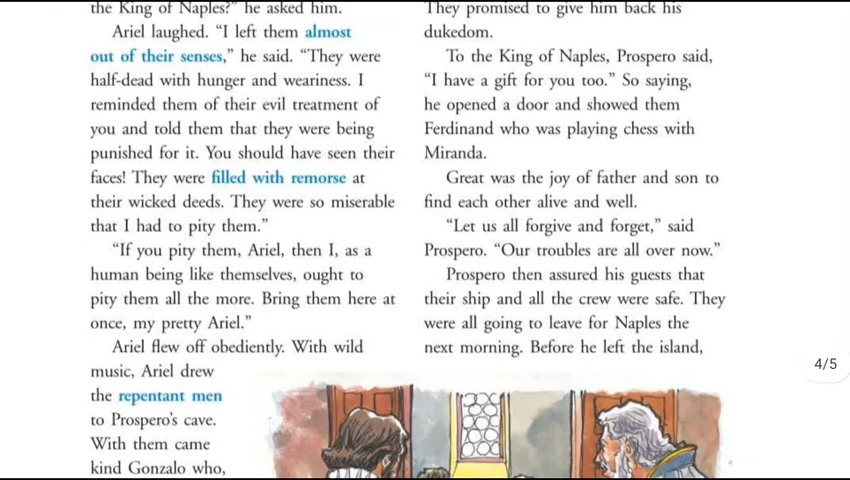 the King of Naples?" he asked him.
Ariel laughed. "I left them almost
out of their senses," he said. "They were
half-dead with hunger and weariness. I
reminded them of their evil treatment of
you and told them that they were being
punished for it. You should have seen their
faces! They were filled with remorse at
their wicked deeds. They were so miserable
that I had to pity them."
"If you pity them, Ariel, then I, as a
human being like themselves, ought to
pity them all the more. Bring them here at
once, my pretty Ariel."
Ariel flew off obediently. With wild
music, Ariel drew
the repentant men
to Prospero's cave.
With them came
kind Gonzalo who,
They promised to give him back his
dukedom.
To the King of Naples, Prospero said,
"I have a gift for you too." So saying,
he opened a door and showed them
Ferdinand who was playing chess with
Miranda.
Great was the joy of father and son to
find each other alive and well.
"Let us all forgive and forget," said
Prospero. "Our troubles are all over now."
Prospero then assured his guests that
their ship and all the crew were safe. They
were all going to leave for Naples the
next morning. Before he left the island,
4/5